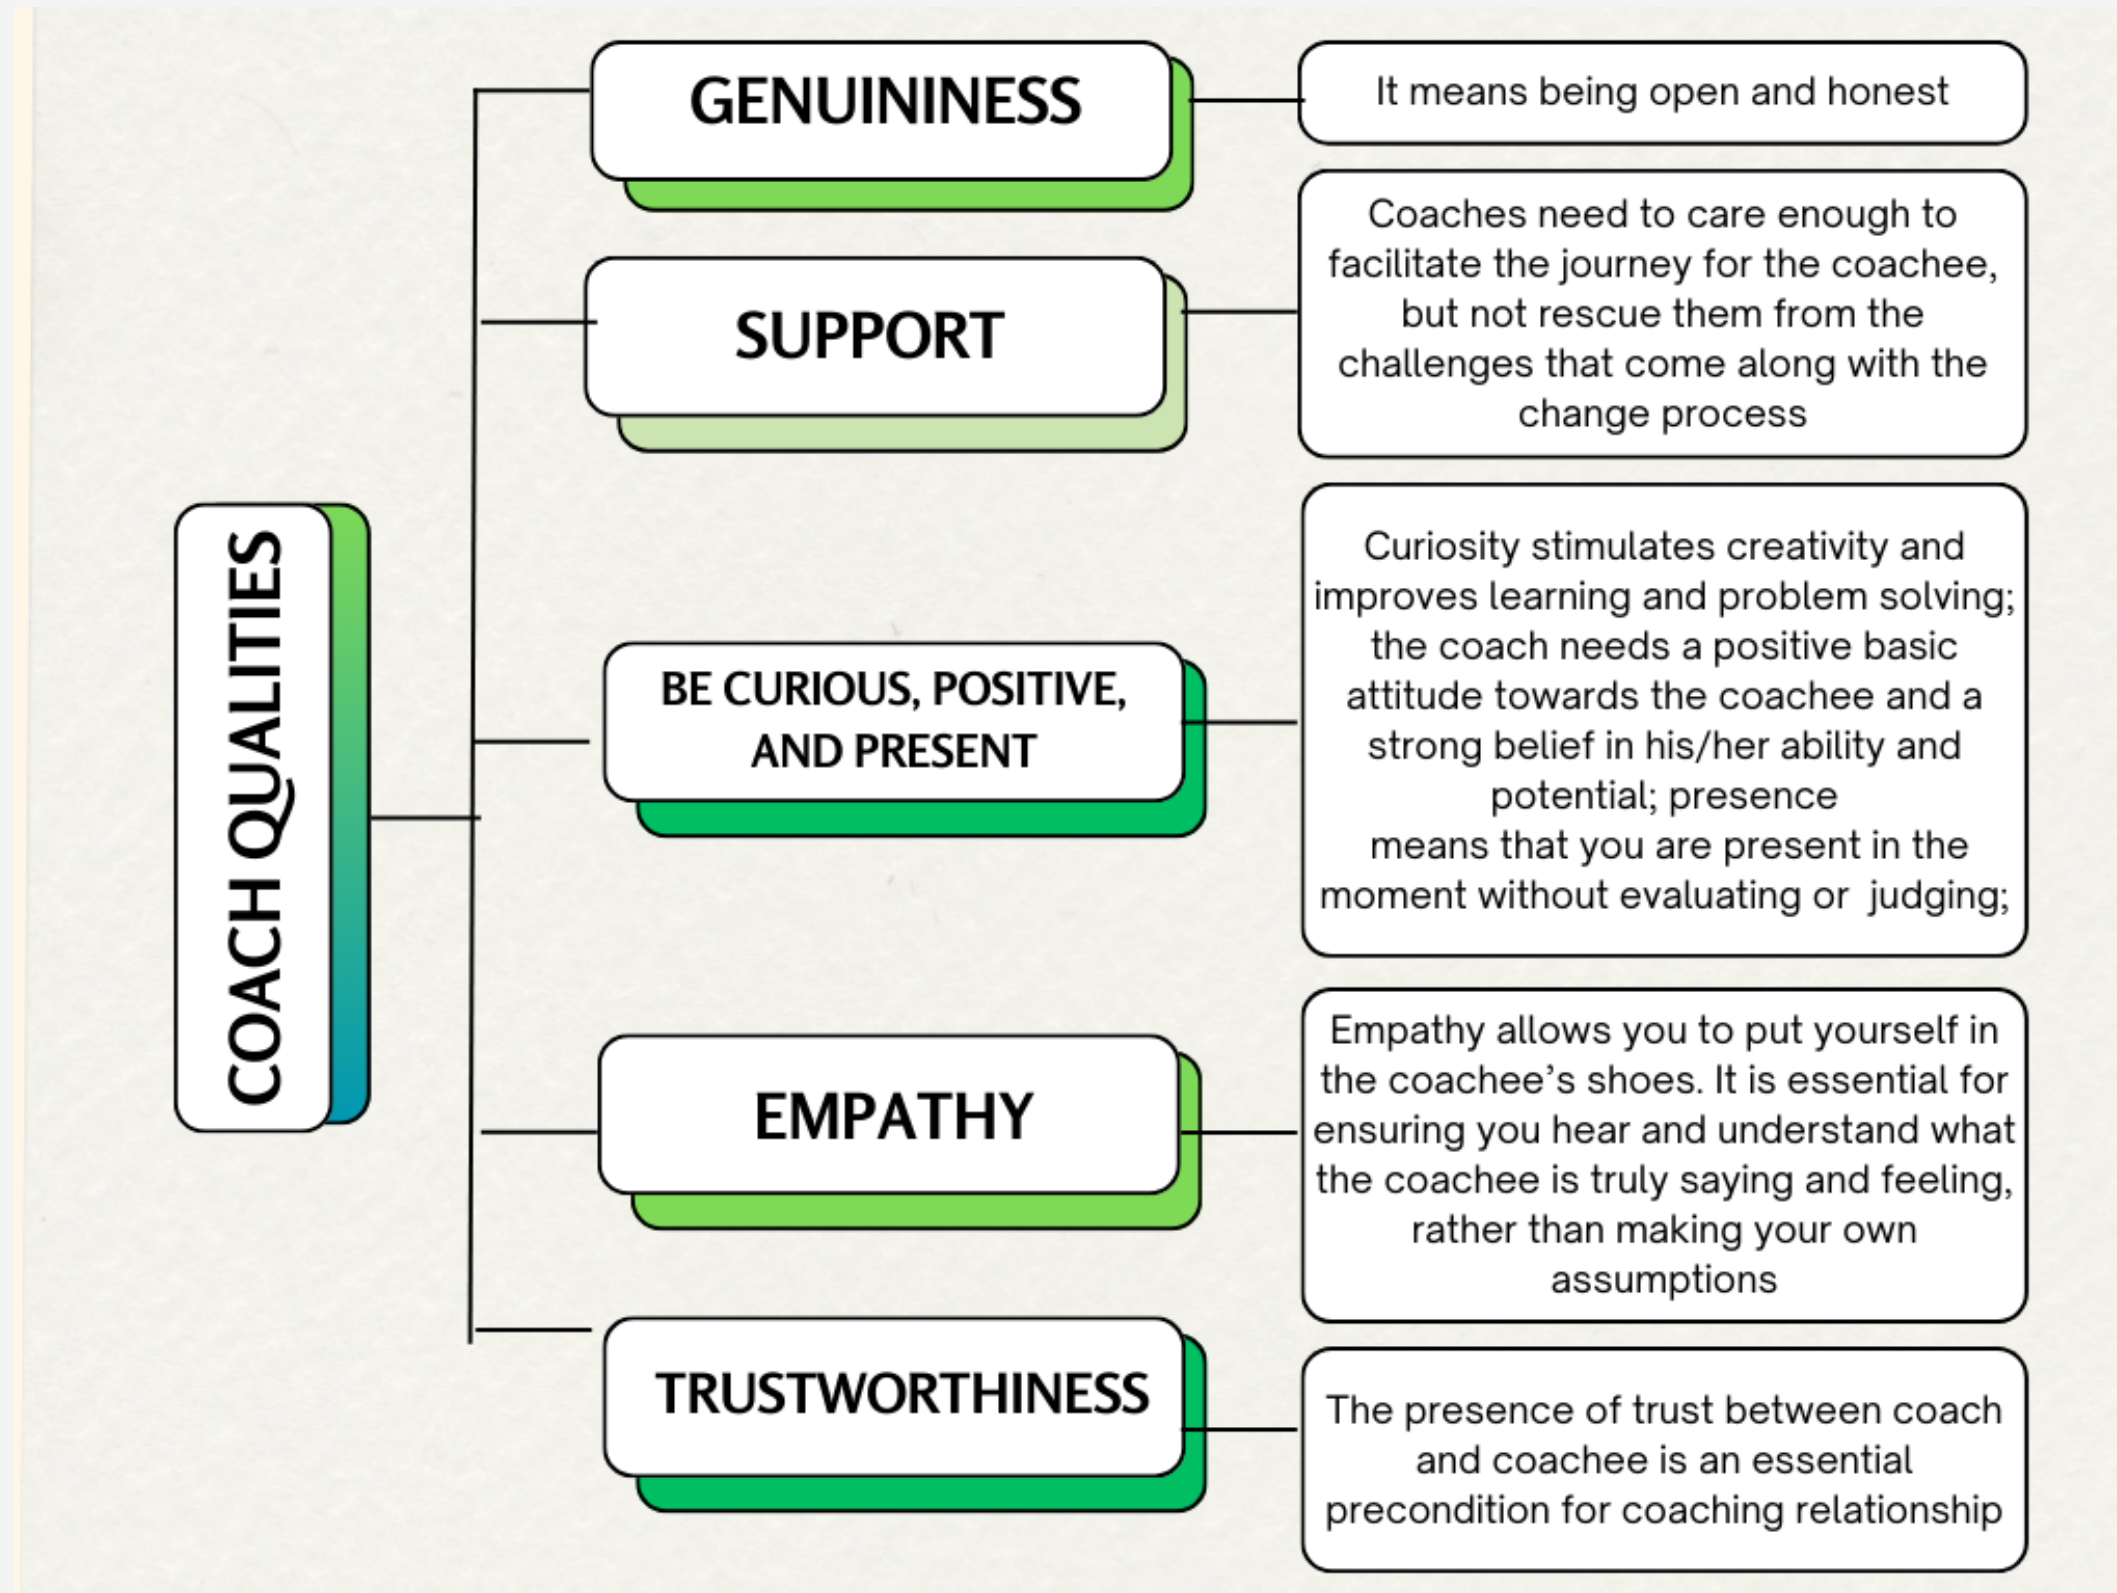 COACH QUALITIES
GENUININESS
It means being open and honest
SUPPORT
Coaches need to care enough to
facilitate the journey for the coachee,
but not rescue them from the
challenges that come along with the
change process
BE CURIOUS, POSITIVE,
AND PRESENT
Curiosity stimulates creativity and
improves learning and problem solving;
the coach needs a positive basic
attitude towards the coachee and a
strong belief in his/her ability and
potential; presence
means that you are present in the
moment without evaluating or  judging;
EMPATHY
Empathy allows you to put yourself in
the coachee’s shoes. It is essential for
ensuring you hear and understand what
the coachee is truly saying and feeling,
rather than making your own
assumptions
TRUSTWORTHINESS
The presence of trust between coach
and coachee is an essential
precondition for coaching relationship